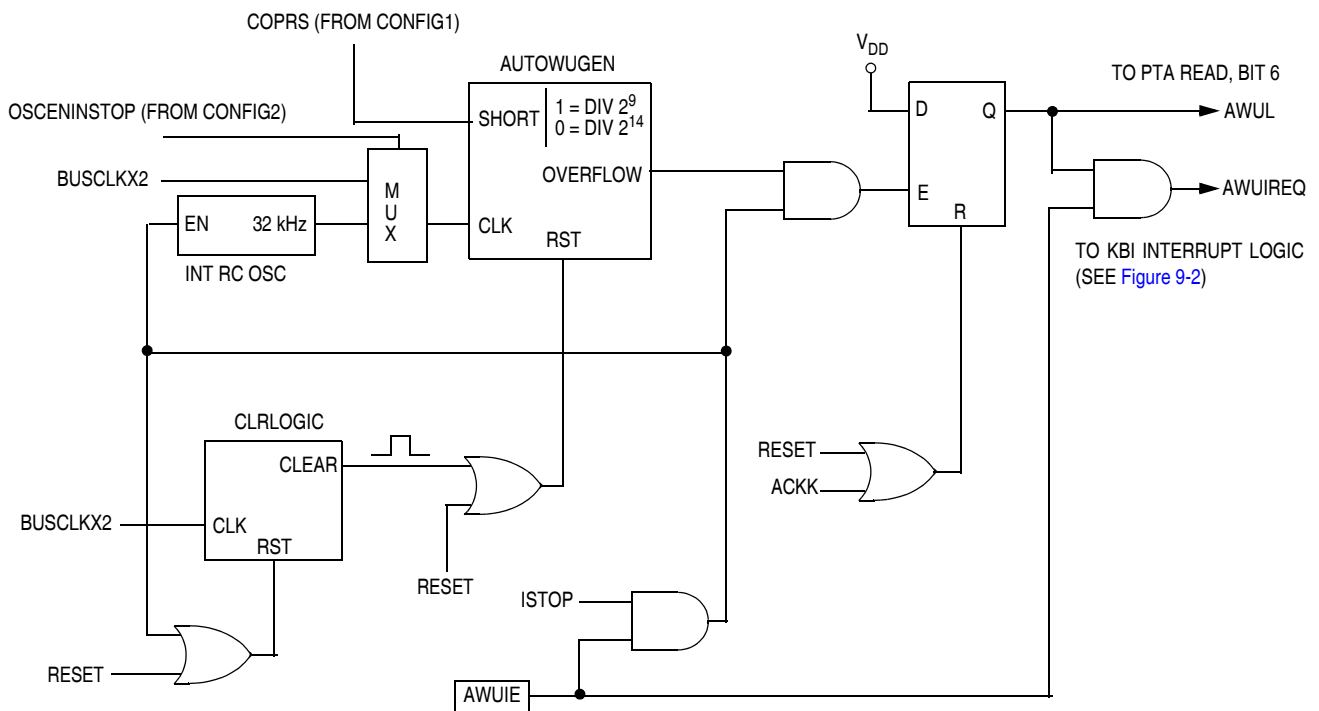 COPRS (FROM CONFIG1)
V_DD
AUTOWUGEN
TO PTA READ, BIT 6
SHORT
1 = DIV 2^9
0 = DIV 2^14
OSCENINSTOP (FROM CONFIG2)
D
Q
AWUL
BUSCLKX2
MUX
OVERFLOW
E
AWUIREQ
EN
32 kHz
CLK
RST
R
INT RC OSC
TO KBI INTERRUPT LOGIC
(SEE Figure 9-2)
CLRLOGIC
CLEAR
RESET
ACKK
BUSCLKX2
CLK
RST
RESET
ISTOP
RESET
AWUIE